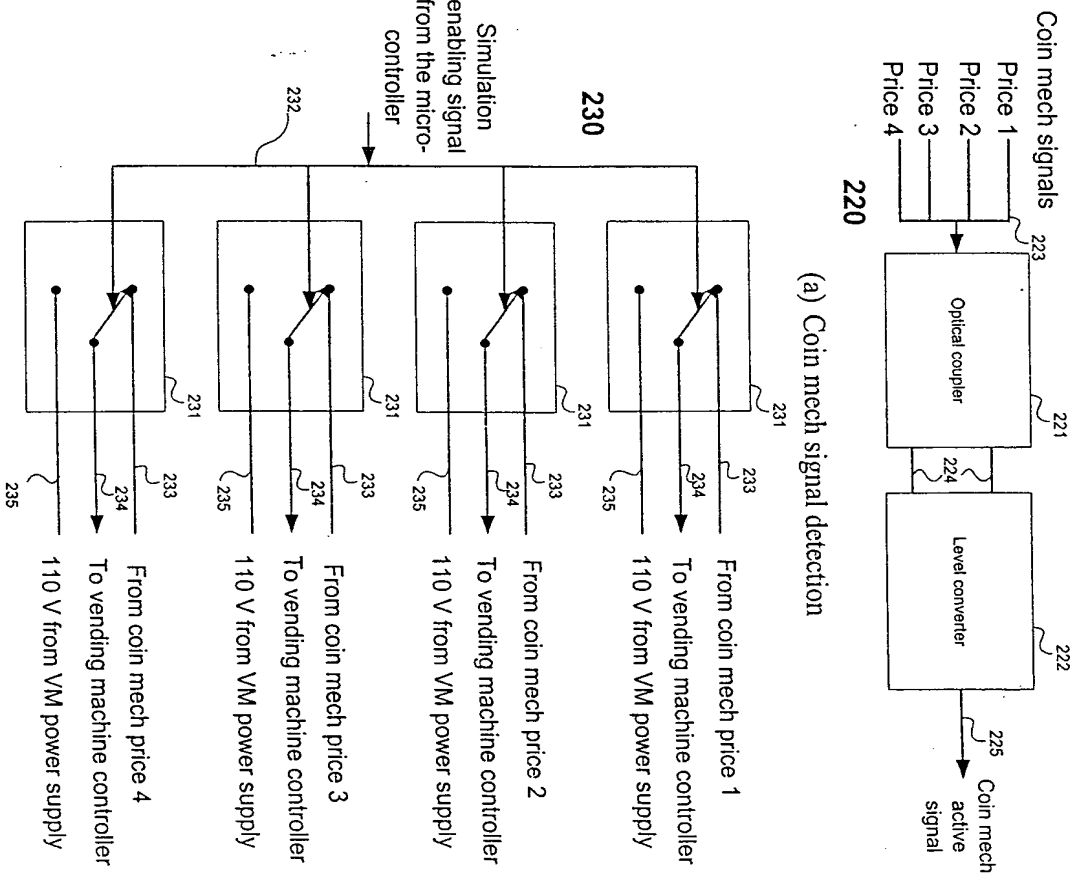 Coin mech signals
Price 1
Price 2
Price 3
Price 4
223
220
Optical coupler
221
224
Level converter
222
225
Coin mech
active
signal
(a) Coin mech signal detection
230
Simulation
enabling signal
from the micro-
controller
232
231
233
234
235
From coin mech price 1
To vending machine controller
110 V from VM power supply
231
233
234
235
From coin mech price 2
To vending machine controller
110 V from VM power supply
231
233
234
235
From coin mech price 3
To vending machine controller
110 V from VM power supply
231
233
234
235
From coin mech price 4
To vending machine controller
110 V from VM power supply